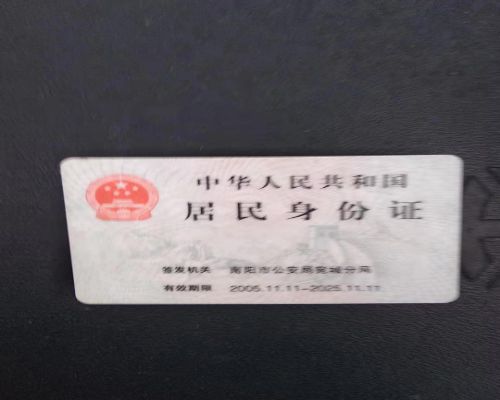 中华人民共和国
居民身份证
签发机关 南阳市公安局宛城分局
有效期限 2005.11.11-2025.11.11